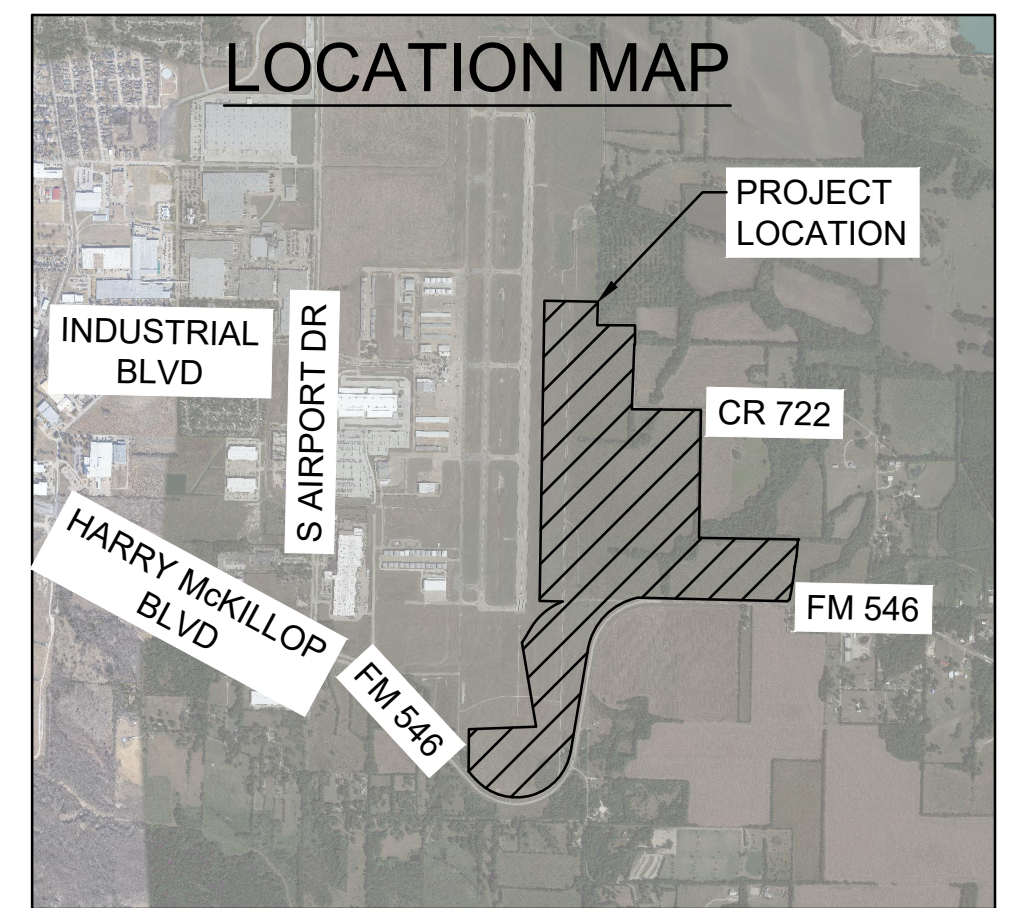 LOCATION MAP
PROJECT
LOCATION
INDUSTRIAL
BLVD
S AIRPORT DR
CR 722
HARRY McKILLOP
BLVD
FM 546
FM 546